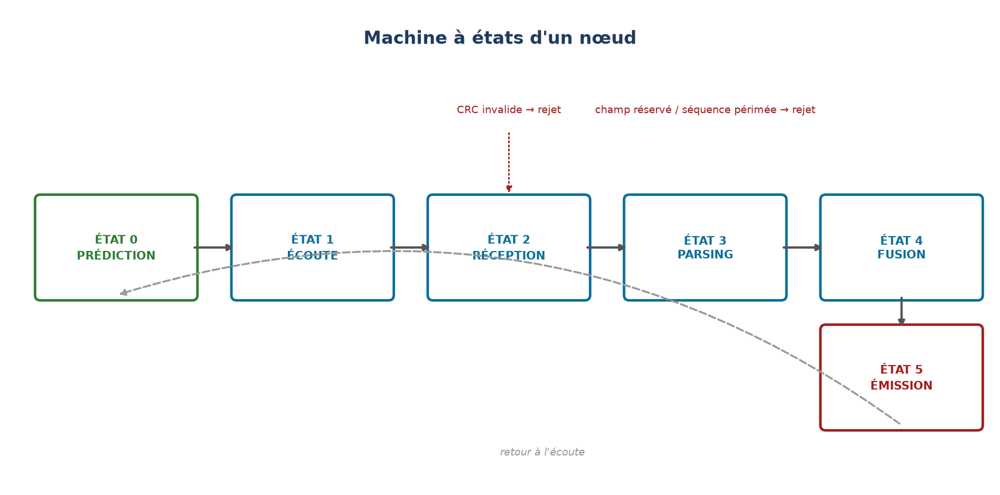 Machine à états d'un nœud
CRC invalide → rejet
champ réservé / séquence périmée → rejet
ÉTAT 0
PRÉDICTION
ÉTAT 1
ÉCOUTE
ÉTAT 2
RÉCEPTION
ÉTAT 3
PARSING
ÉTAT 4
FUSION
ÉTAT 5
ÉMISSION
retour à l'écoute